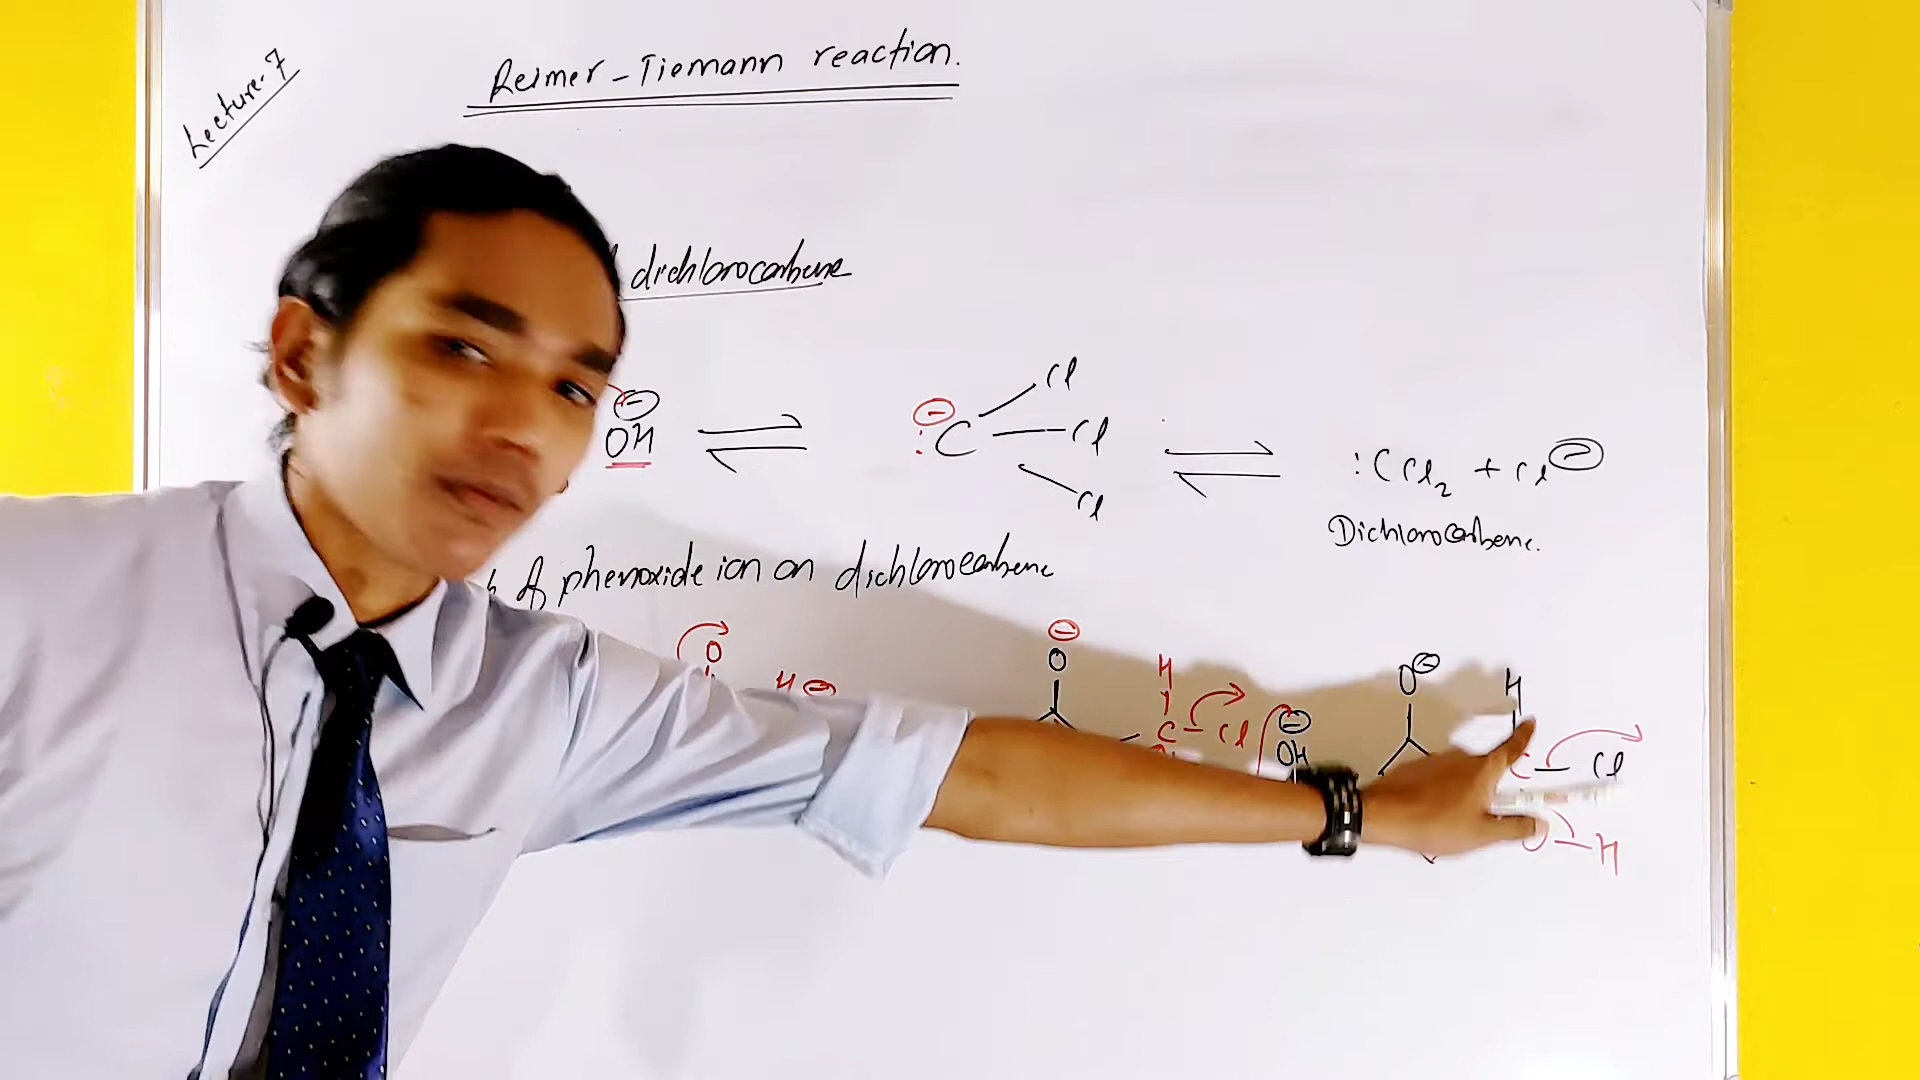 Lecture-7
Reimer-Tiemann reaction.
dichlorocarbene
⊖
OH ⇌ ⊖ :C Cl Cl Cl ⇌ :CCl2 + Cl⊖
Dichlorocarbene.
of phenoxide ion on dichlorocarbene
O H ⊖
⊖ O H C-Cl ⊖ OH
O⊖ H C-Cl O-H